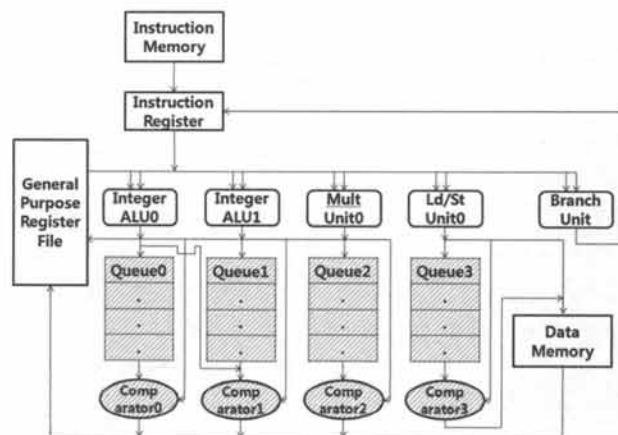 Instruction
Memory
Instruction
Register
General
Purpose
Register
File
Integer
ALU0
Integer
ALU1
Mult
Unit0
Ld/St
Unit0
Branch
Unit
Queue0
Queue1
Queue2
Queue3
Data
Memory
Comp
arator0
Comp
arator1
Comp
arator2
Comp
arator3